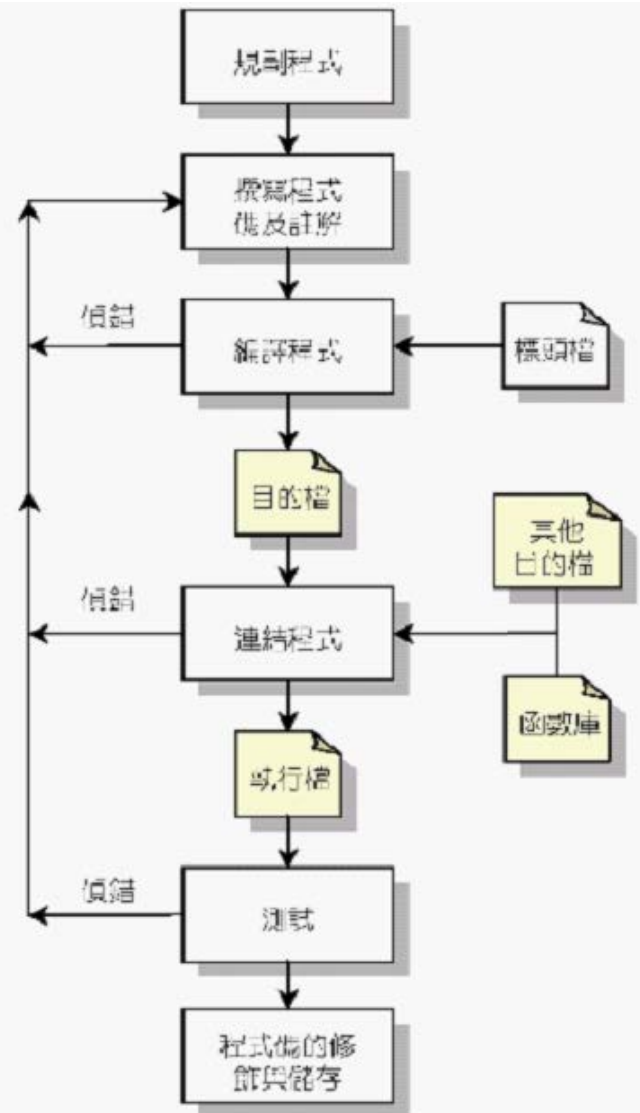 規劃程式
撰寫程式
碼及註解
偵錯
編譯程式
標頭檔
目的檔
其他
目的檔
偵錯
連結程式
函數庫
執行檔
偵錯
測試
程式碼的修
飾與儲存